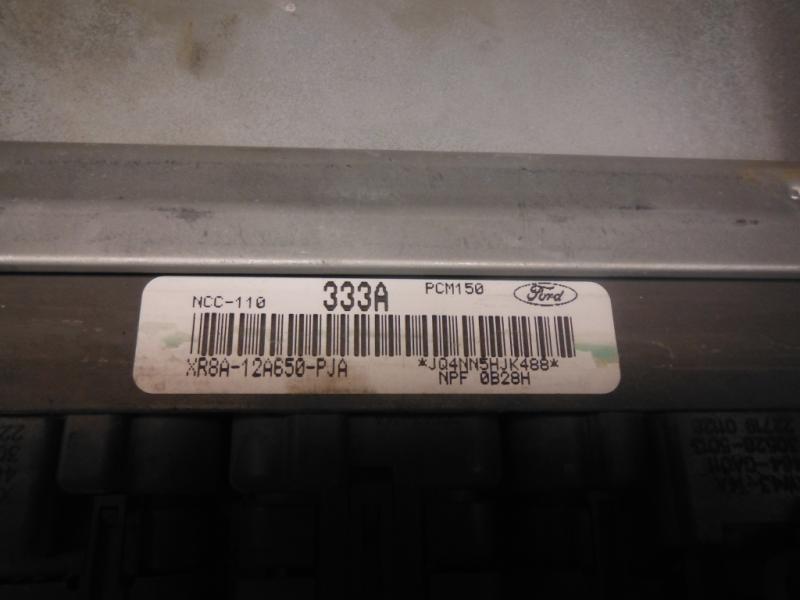 NCC-110 333A PCM150 Ford
XR8A-12A650-PJA *JQ4NN5HJK488*
NPF 0B28H